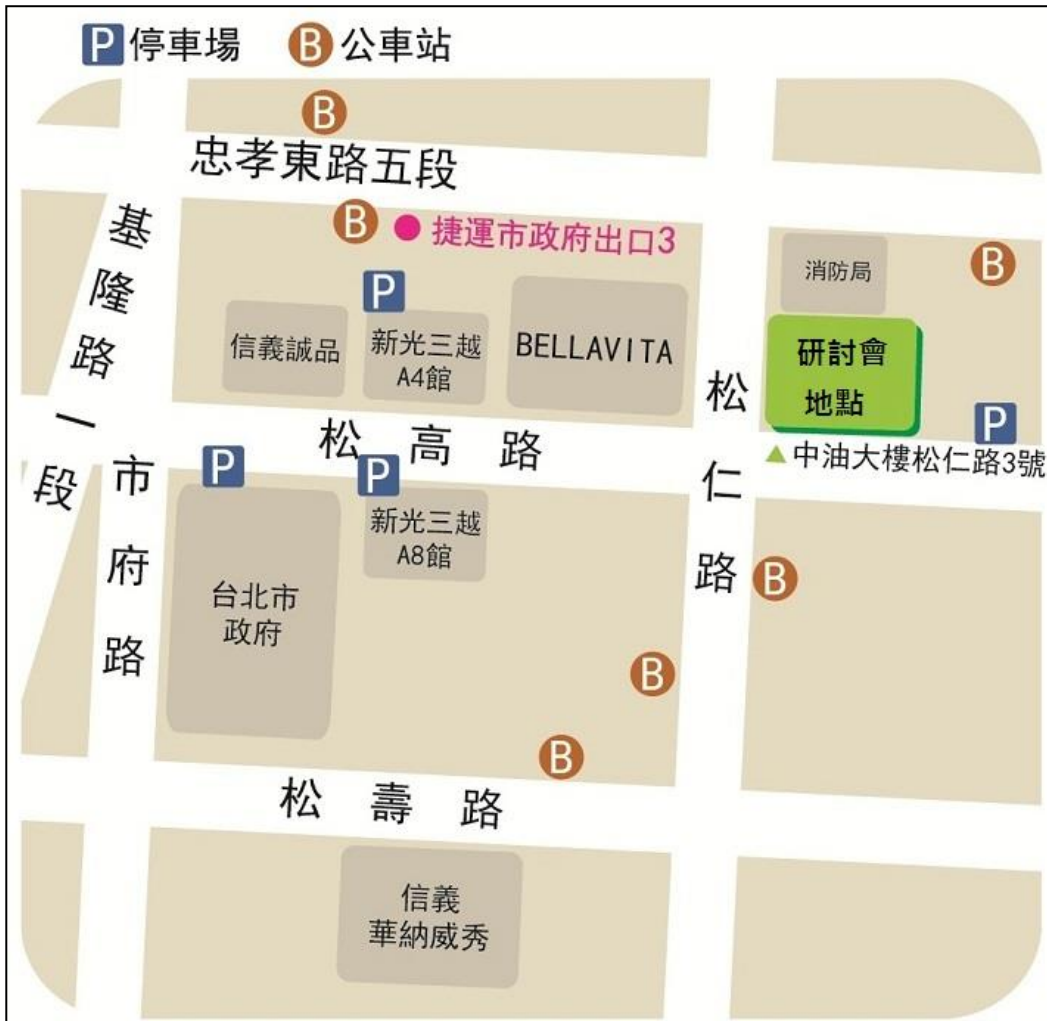 P 停車場 B 公車站
B
忠孝東路五段
B 捷運市政府出口3
基隆路一段
消防局
B
P
信義誠品
新光三越
A4館
BELLAVITA
研討會
地點
P
松高路
松仁路
▲中油大樓松仁路3號
市府路
P
P
新光三越
A8館
台北市
政府
B
B
B
松壽路
信義
華納威秀